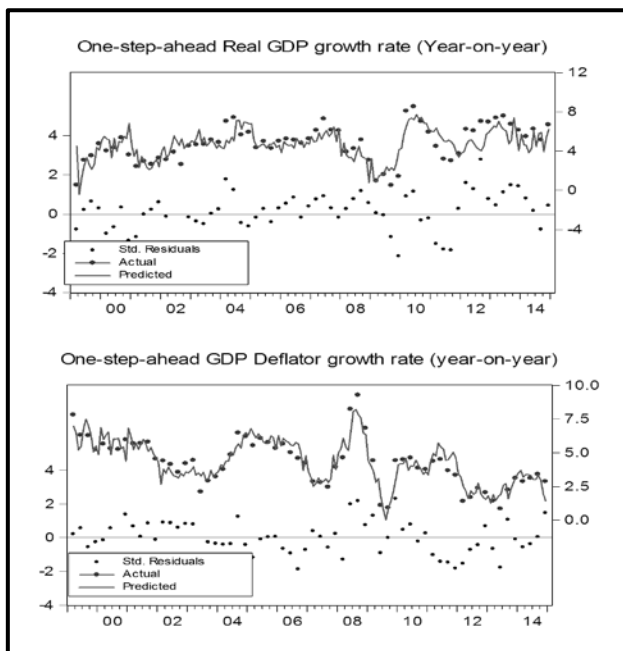 One-step-ahead Real GDP growth rate (Year-on-year)
12
8
4
0
-4
4
2
0
-2
-4
Std. Residuals
Actual
Predicted
00 02 04 06 08 10 12 14
One-step-ahead GDP Deflator growth rate (year-on-year)
10.0
7.5
5.0
2.5
0.0
4
2
0
-2
-4
Std. Residuals
Actual
Predicted
00 02 04 06 08 10 12 14